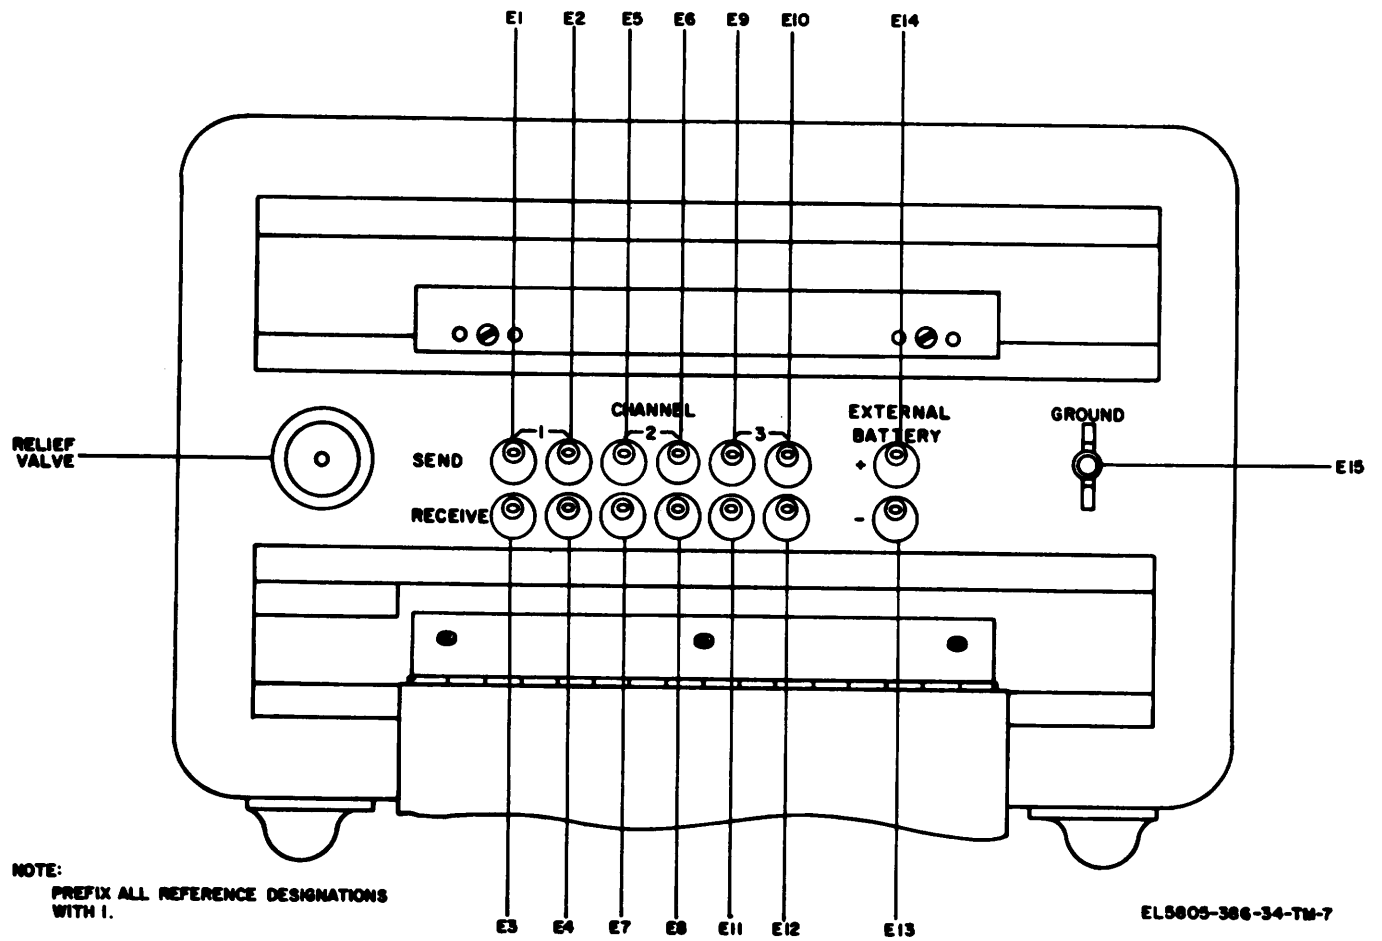 E1 E2 E5 E6 E9 E10 E14
CHANNEL
EXTERNAL
BATTERY
GROUND
1 2 3
RELIEF
VALVE
SEND
+
E15
RECEIVE
-
NOTE:
PREFIX ALL REFERENCE DESIGNATIONS
WITH 1.
EL5805-386-34-TM-7
E3 E4 E7 E8 E11 E12 E13